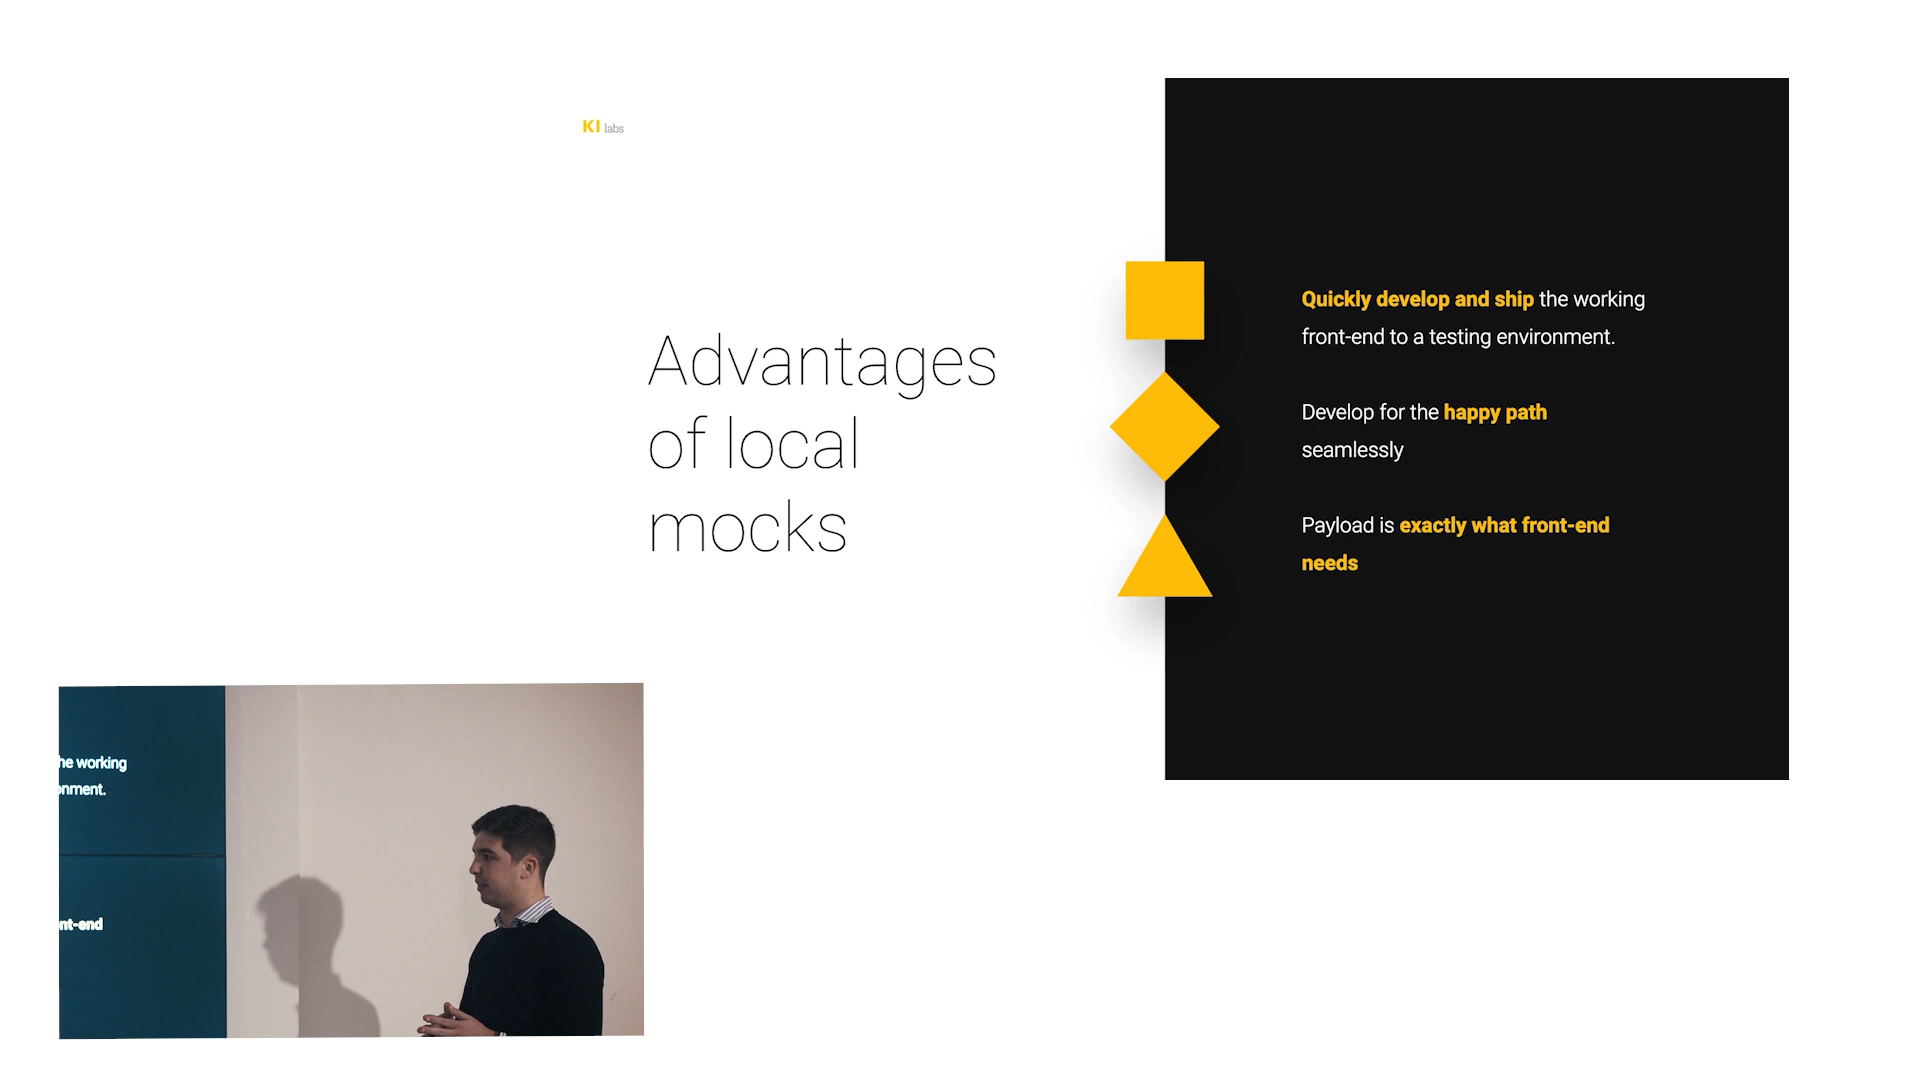 KI labs
Advantages
of local
mocks
Quickly develop and ship the working
front-end to a testing environment.
Develop for the happy path
seamlessly
Payload is exactly what front-end
needs
he working
onment.
nt-end